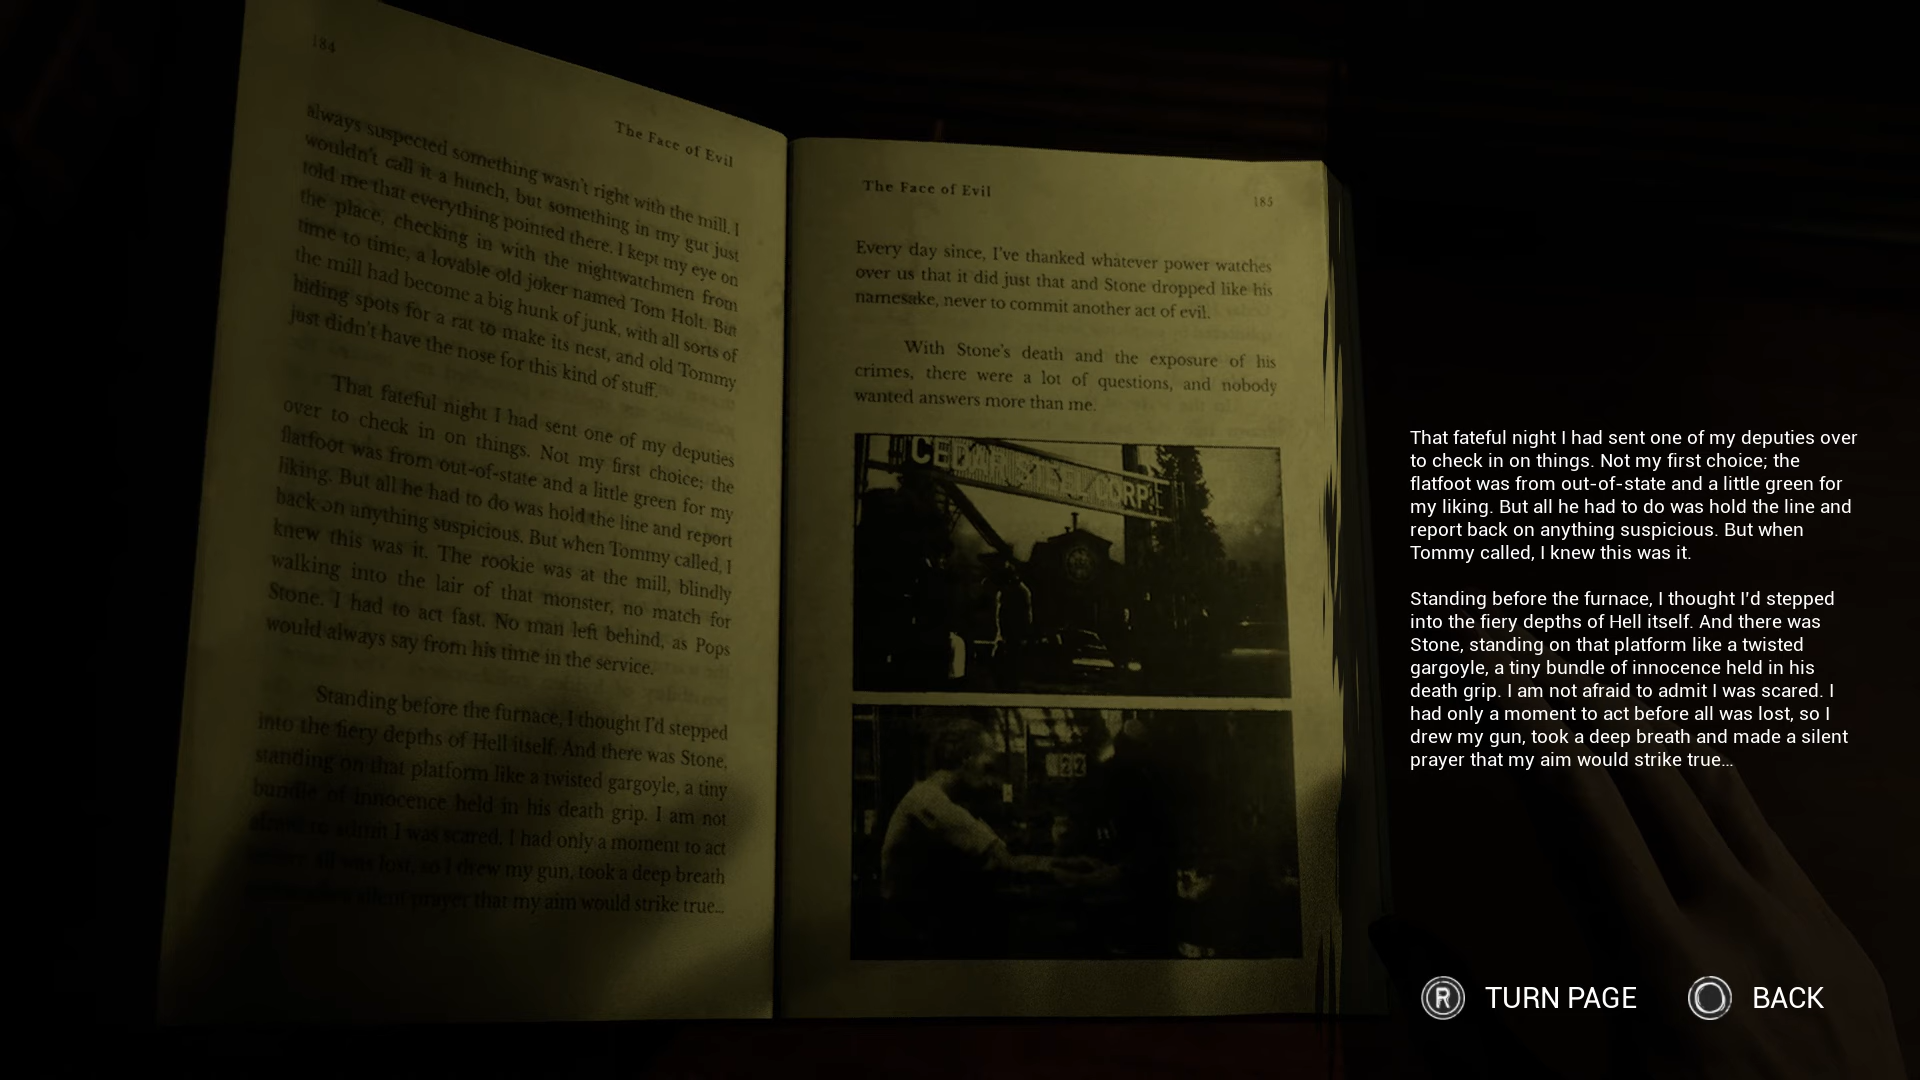 184
The Face of Evil
always suspected something wasn't right with the mill. I
wouldn't call it a hunch, but something in my gut just
told me that everything pointed there. I kept my eye on
the place, checking in with the nightwatchmen from
time to time, a lovable old joker named Tom Holt. But
the mill had become a big hunk of junk, with all sorts of
hiding spots for a rat to make its nest, and old Tommy
just didn't have the nose for this kind of stuff.
That fateful night I had sent one of my deputies
over to check in on things. Not my first choice; the
flatfoot was from out-of-state and a little green for my
liking. But all he had to do was hold the line and report
back on anything suspicious. But when Tommy called, I
knew this was it. The rookie was at the mill, blindly
walking into the lair of that monster, no match for
Stone. I had to act fast. No man left behind, as Pops
would always say from his time in the service.
Standing before the furnace, I thought I'd stepped
into the fiery depths of Hell itself. And there was Stone,
standing on that platform like a twisted gargoyle, a tiny
bundle of innocence held in his death grip. I am not
afraid to admit I was scared. I had only a moment to act
before all was lost, so I drew my gun, took a deep breath
silent prayer that my aim would strike true...
The Face of Evil
185
Every day since, I've thanked whatever power watches
over us that it did just that and Stone dropped like his
namesake, never to commit another act of evil.
With Stone's death and the exposure of his
crimes, there were a lot of questions, and nobody
wanted answers more than me.
STEEL CORP
22
That fateful night I had sent one of my deputies over
to check in on things. Not my first choice; the
flatfoot was from out-of-state and a little green for
my liking. But all he had to do was hold the line and
report back on anything suspicious. But when
Tommy called, I knew this was it.
Standing before the furnace, I thought I'd stepped
into the fiery depths of Hell itself. And there was
Stone, standing on that platform like a twisted
gargoyle, a tiny bundle of innocence held in his
death grip. I am not afraid to admit I was scared. I
had only a moment to act before all was lost, so I
drew my gun, took a deep breath and made a silent
prayer that my aim would strike true...
R TURN PAGE
BACK